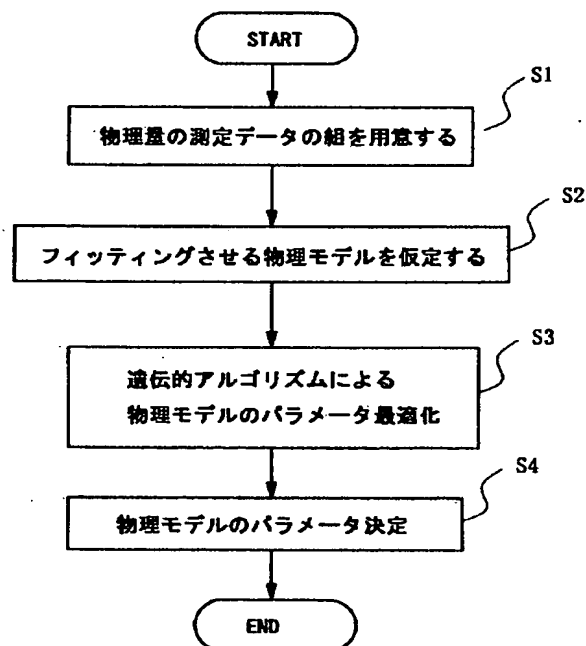 START
S1
物理量の測定データの組を用意する
S2
フィッティングさせる物理モデルを仮定する
S3
遺伝的アルゴリズムによる
物理モデルのパラメータ最適化
S4
物理モデルのパラメータ決定
END